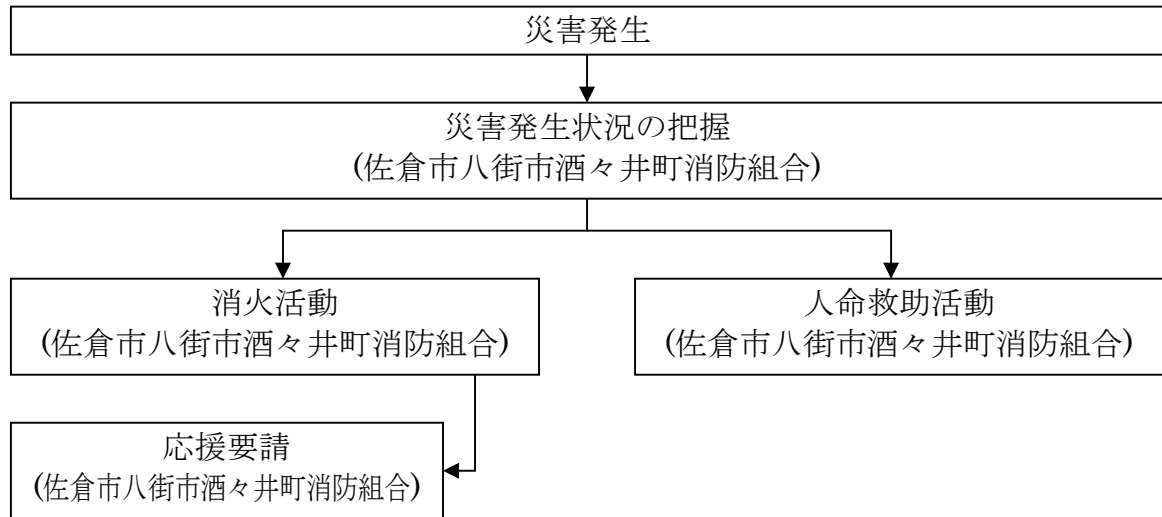 災害発生
災害発生状況の把握
(佐倉市八街市酒々井町消防組合)
消火活動
(佐倉市八街市酒々井町消防組合)
人命救助活動
(佐倉市八街市酒々井町消防組合)
応援要請
(佐倉市八街市酒々井町消防組合)